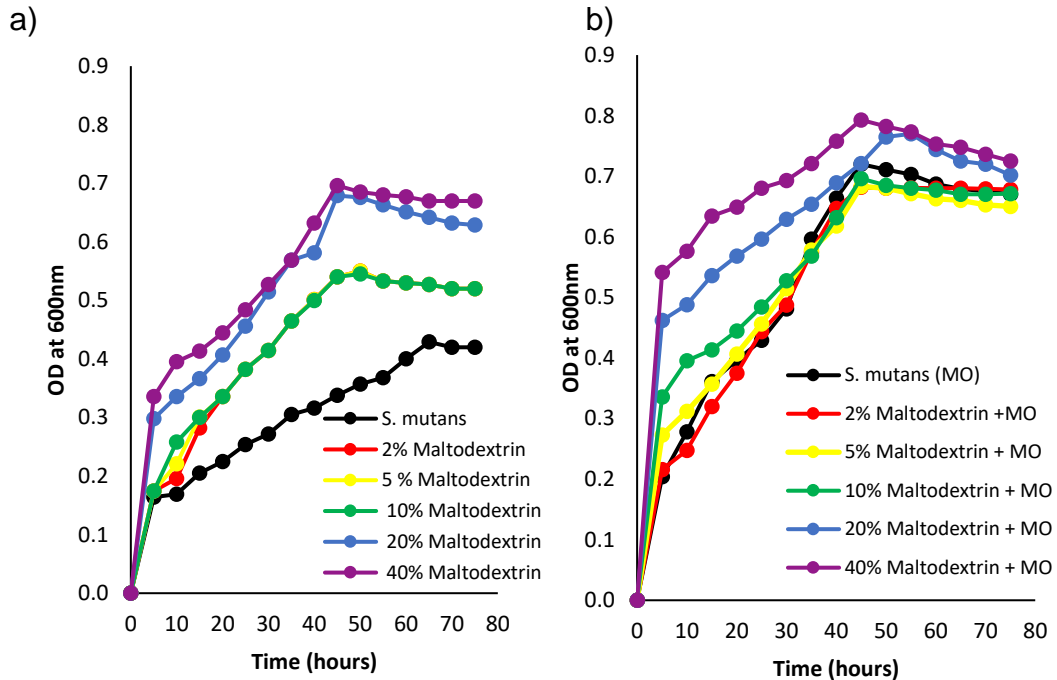 a)
0.9
0.8
0.7
0.6
0.5
0.4
0.3
0.2
0.1
0.0
OD at 600nm
0 10 20 30 40 50 60 70 80
Time (hours)
S. mutans
2% Maltodextrin
5 % Maltodextrin
10% Maltodextrin
20% Maltodextrin
40% Maltodextrin
b)
0.9
0.8
0.7
0.6
0.5
0.4
0.3
0.2
0.1
0.0
OD at 600nm
0 10 20 30 40 50 60 70 80
Time (hours)
S. mutans (MO)
2% Maltodextrin +MO
5% Maltodextrin + MO
10% Maltodextrin + MO
20% Maltodextrin + MO
40% Maltodextrin + MO